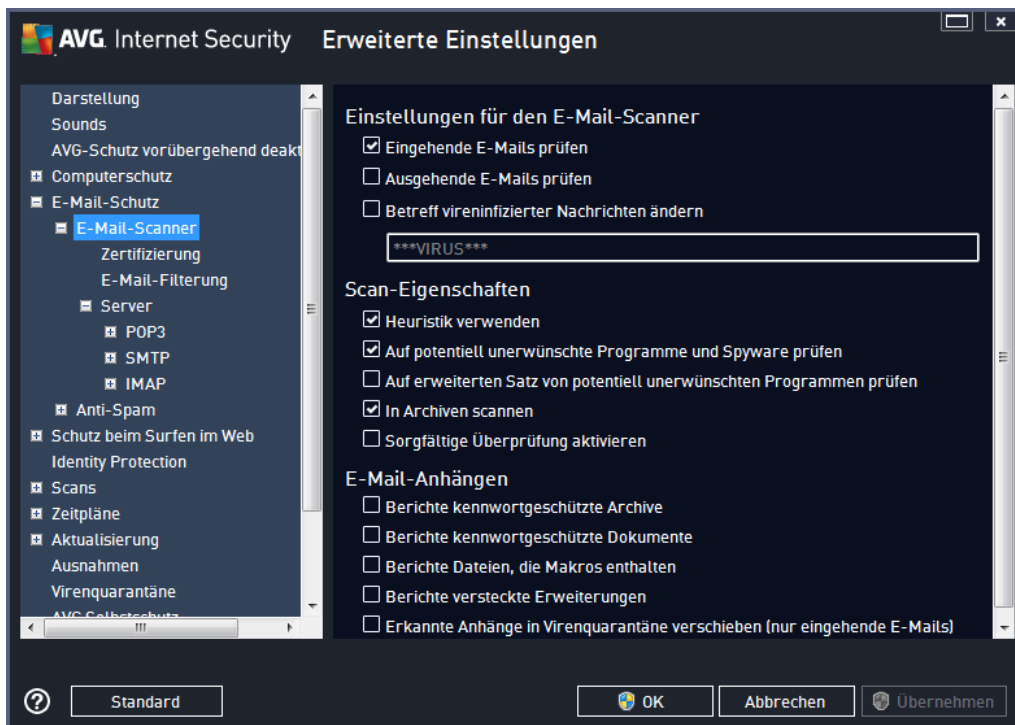 AVG. Internet Security Erweiterte Einstellungen
Darstellung
Sounds
AVG-Schutz vorübergehend deakt
Computerschutz
E-Mail-Schutz
E-Mail-Scanner
Zertifizierung
E-Mail-Filterung
Server
POP3
SMTP
IMAP
Anti-Spam
Schutz beim Surfen im Web
Identity Protection
Scans
Zeitpläne
Aktualisierung
Ausnahmen
Virenquarantäne
AVG Selbstschutz
Einstellungen für den E-Mail-Scanner
Eingehende E-Mails prüfen
Ausgehende E-Mails prüfen
Betreff vireninfizierter Nachrichten ändern
***VIRUS***
Scan-Eigenschaften
Heuristik verwenden
Auf potentiell unerwünschte Programme und Spyware prüfen
Auf erweiterten Satz von potentiell unerwünschten Programmen prüfen
In Archiven scannen
Sorgfältige Überprüfung aktivieren
E-Mail-Anhängen
Berichte kennwortgeschützte Archive
Berichte kennwortgeschützte Dokumente
Berichte Dateien, die Makros enthalten
Berichte versteckte Erweiterungen
Erkannte Anhänge in Virenquarantäne verschieben (nur eingehende E-Mails)
? Standard OK Abbrechen Übernehmen